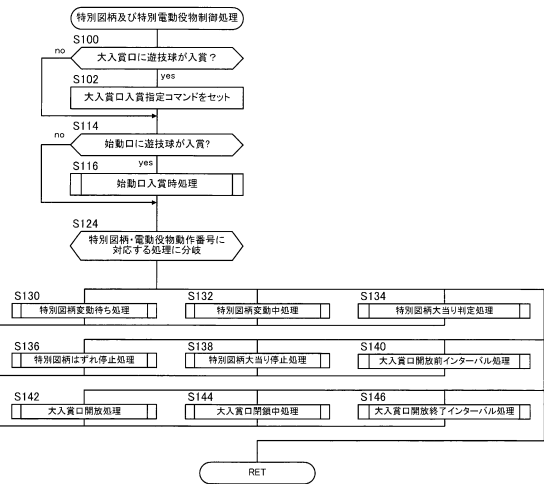 特別図柄及び特別電動役物制御処理
S100
no
大入賞口に遊技球が入賞？
yes
S102
大入賞口入賞指定コマンドをセット
S114
no
始動口に遊技球が入賞?
yes
S116
始動口入賞時処理
S124
特別図柄・電動役物動作番号に
対応する処理に分岐
S130
S132
S134
特別図柄変動待ち処理
特別図柄変動中処理
特別図柄大当り判定処理
S136
S138
S140
特別図柄はずれ停止処理
特別図柄大当り停止処理
大入賞口開放前インターバル処理
S142
S144
S146
大入賞口開放処理
大入賞口閉鎖中処理
大入賞口開放終了インターバル処理
RET